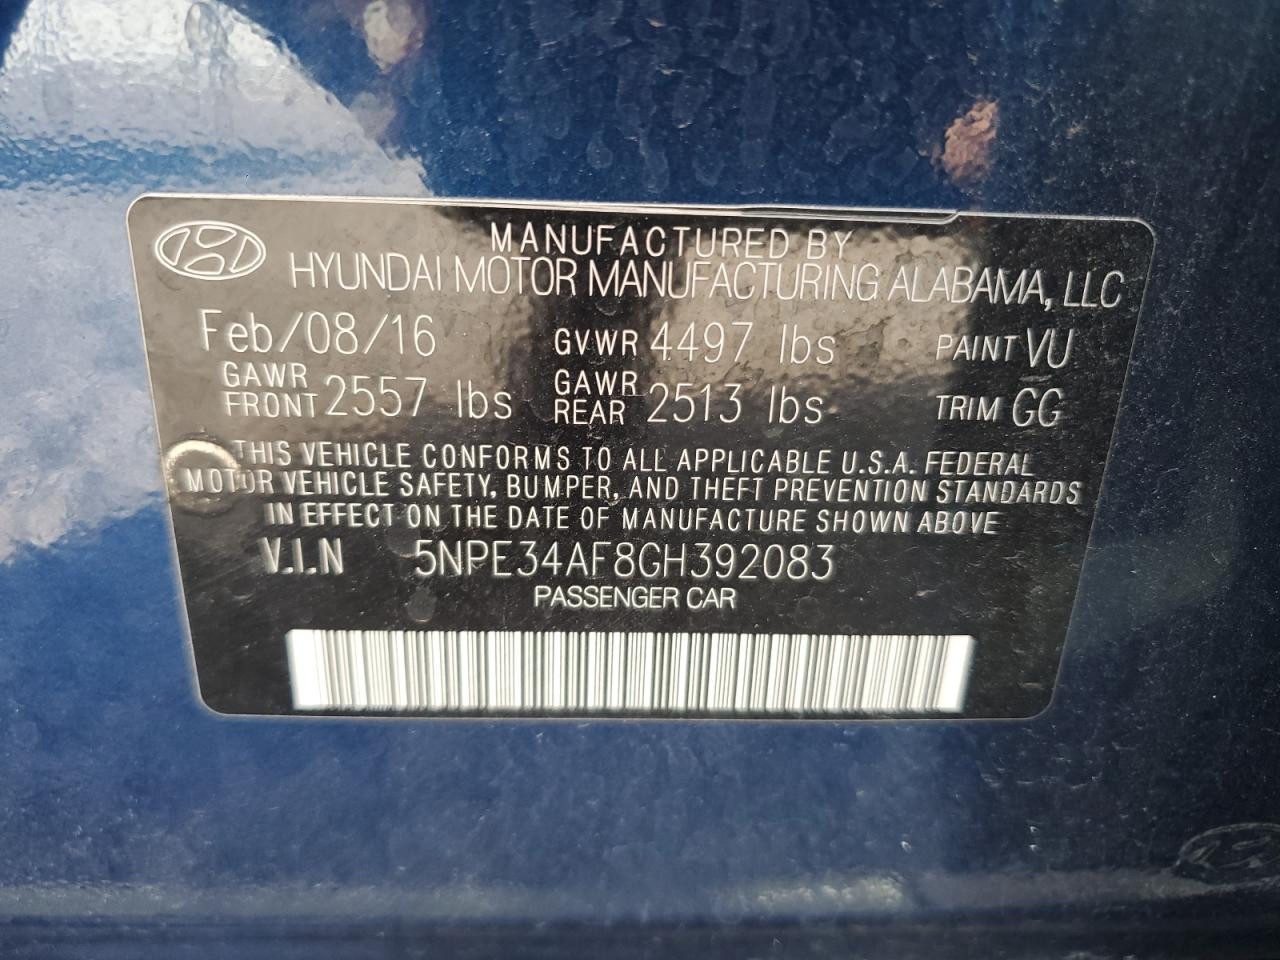 MANUFACTURED BY
HYUNDAI MOTOR MANUFACTURING ALABAMA, LLC
Feb/08/16 GVWR 4497 lbs PAINT VU
GAWR FRONT 2557 lbs GAWR REAR 2513 lbs TRIM GG
THIS VEHICLE CONFORMS TO ALL APPLICABLE U.S.A. FEDERAL
MOTOR VEHICLE SAFETY, BUMPER, AND THEFT PREVENTION STANDARDS
IN EFFECT ON THE DATE OF MANUFACTURE SHOWN ABOVE
V.I.N 5NPE34AF8GH392083
PASSENGER CAR